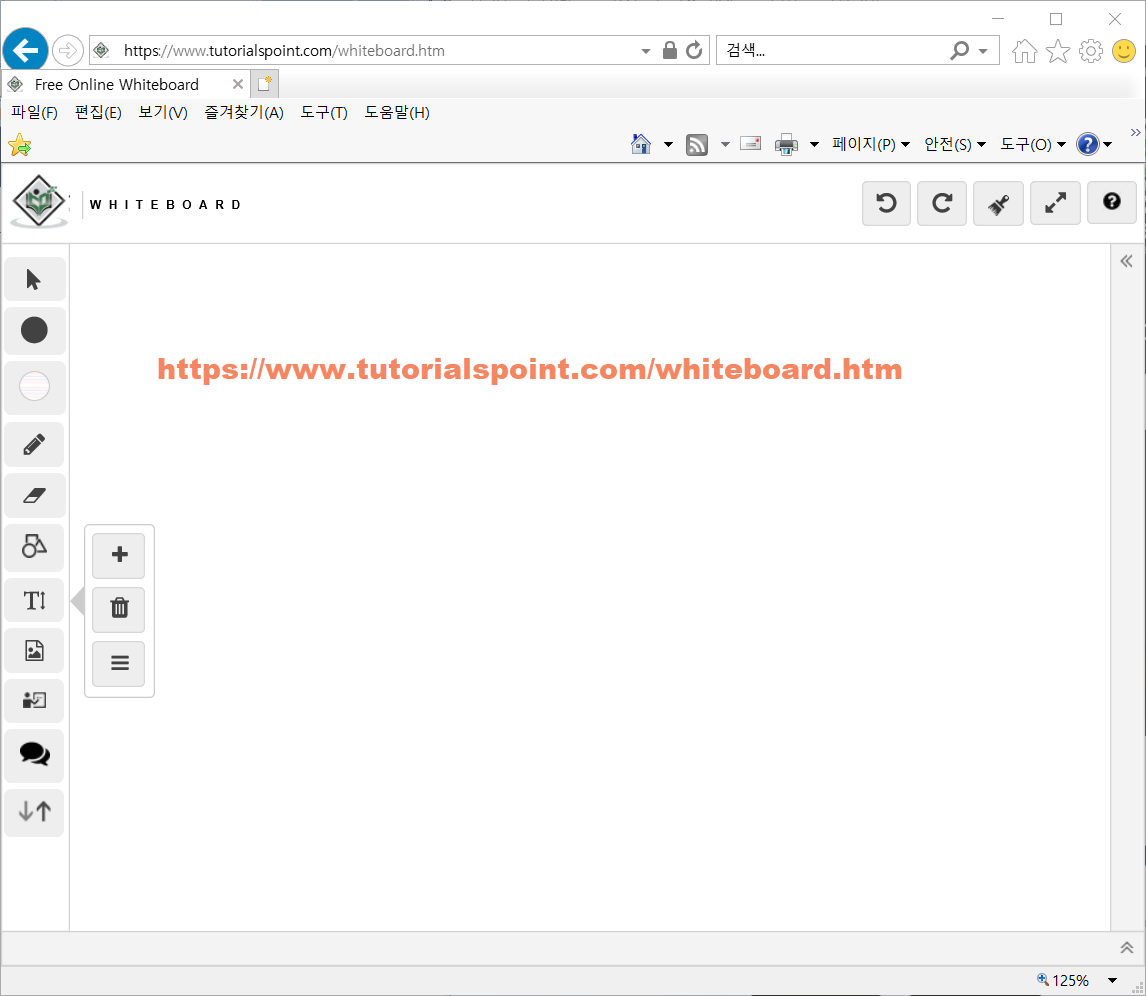 https://www.tutorialspoint.com/whiteboard.htm
검색...
Free Online Whiteboard
파일(F) 편집(E) 보기(V) 즐겨찾기(A) 도구(T) 도움말(H)
페이지(P) 안전(S) 도구(O)
WHITEBOARD
https://www.tutorialspoint.com/whiteboard.htm
125%